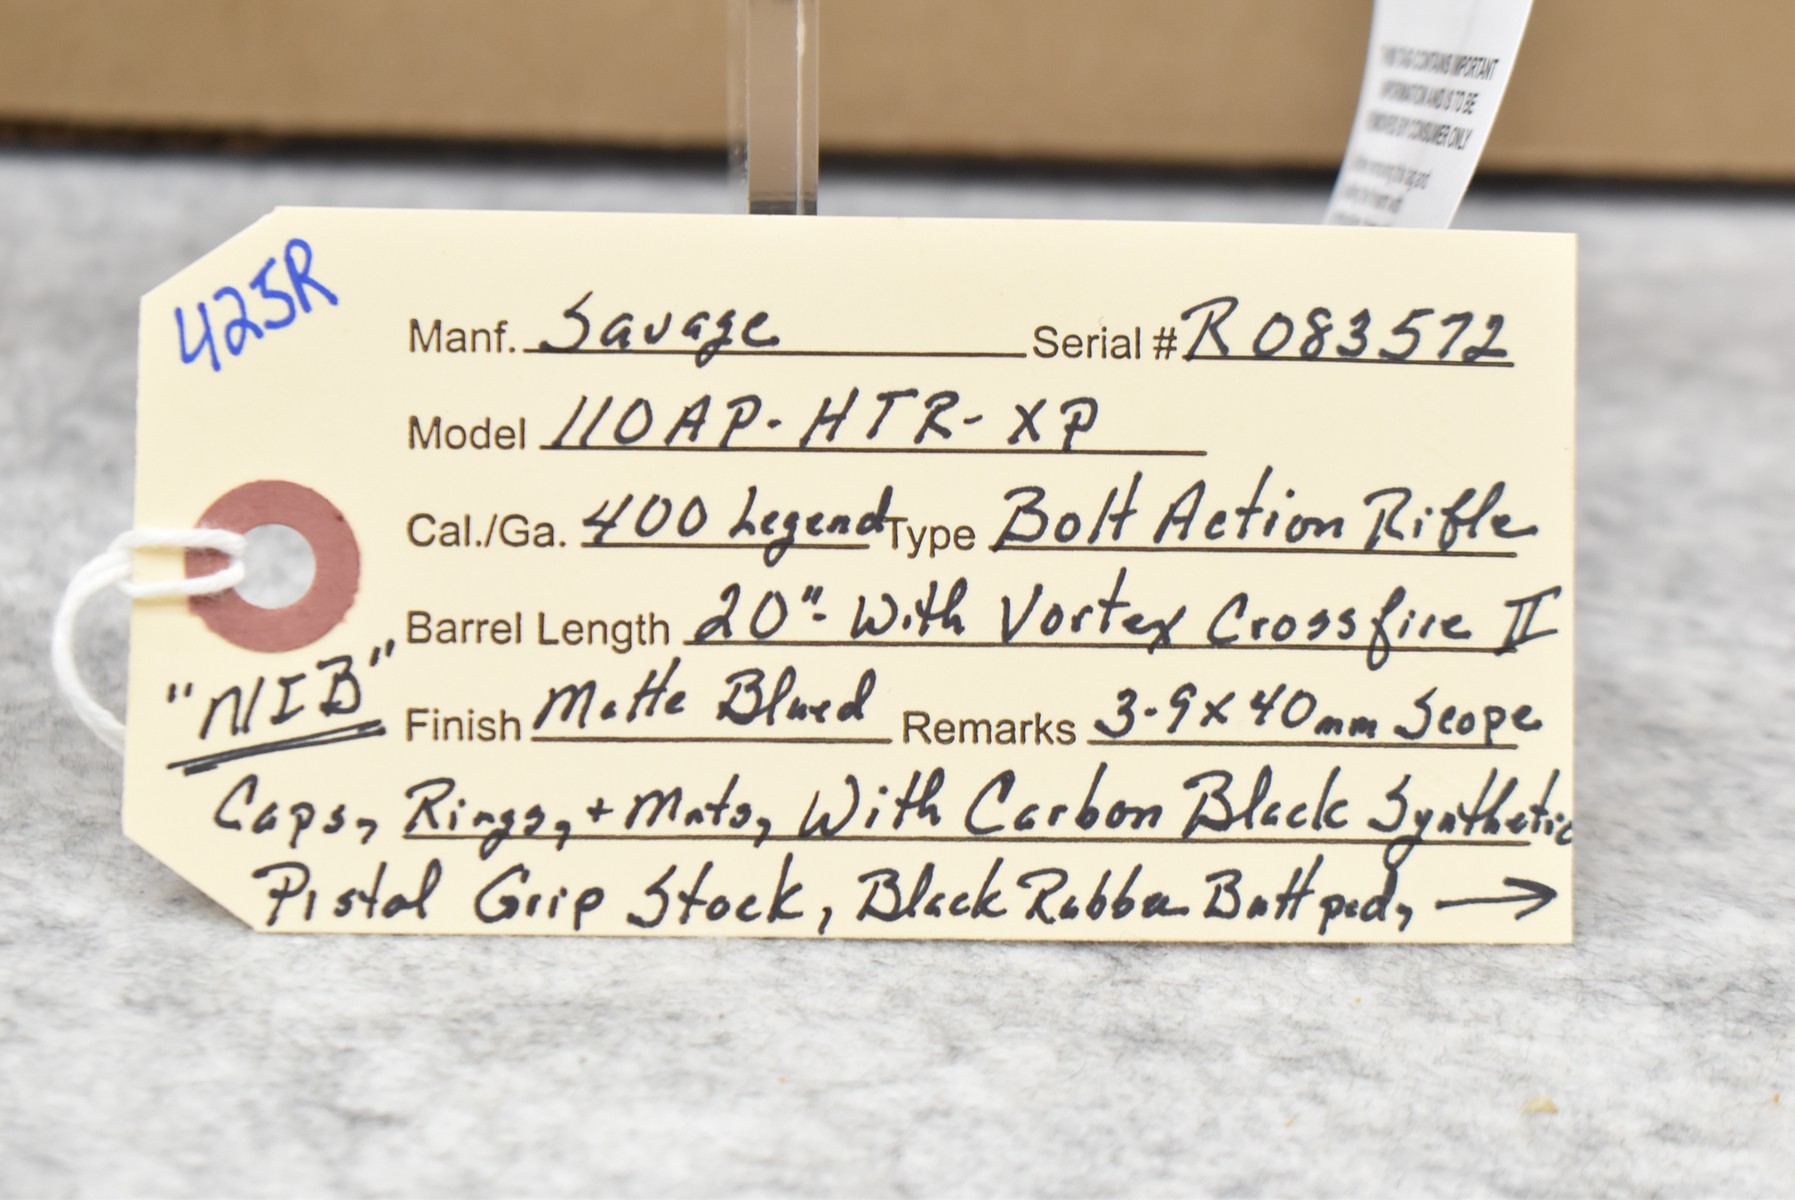 THIS TAG CONTAINS IMPORTANT
INFORMATION AND IS TO BE
REMOVED BY CONSUMER ONLY
425R
Manf. Savage Serial # R083572
Model 110AP-HTR-XP
Cal./Ga. 400 Legend Type Bolt Action Rifle
Barrel Length 20"- With Vortex Crossfire II
"NIB"
Finish Matte Blued Remarks 3-9x40mm Scope
Caps, Rings, + Mnts, With Carbon Black Synthetic
Pistol Grip Stock, Black Rubber Buttpad, →